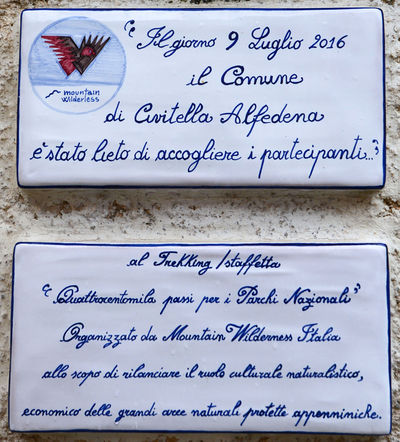 “Il giorno 9 Luglio 2016
il Comune
di Civitella Alfedena
è stato lieto di accogliere i partecipanti...”
mountain
wilderless
al Trekking/staffetta
“Quattrocentomila passi per i Parchi Nazionali”
Organizzato da Mountain Wilderness Italia
allo scopo di rilanciare il ruolo culturale naturalistico,
economico delle grandi aree naturali protette appenniniche.